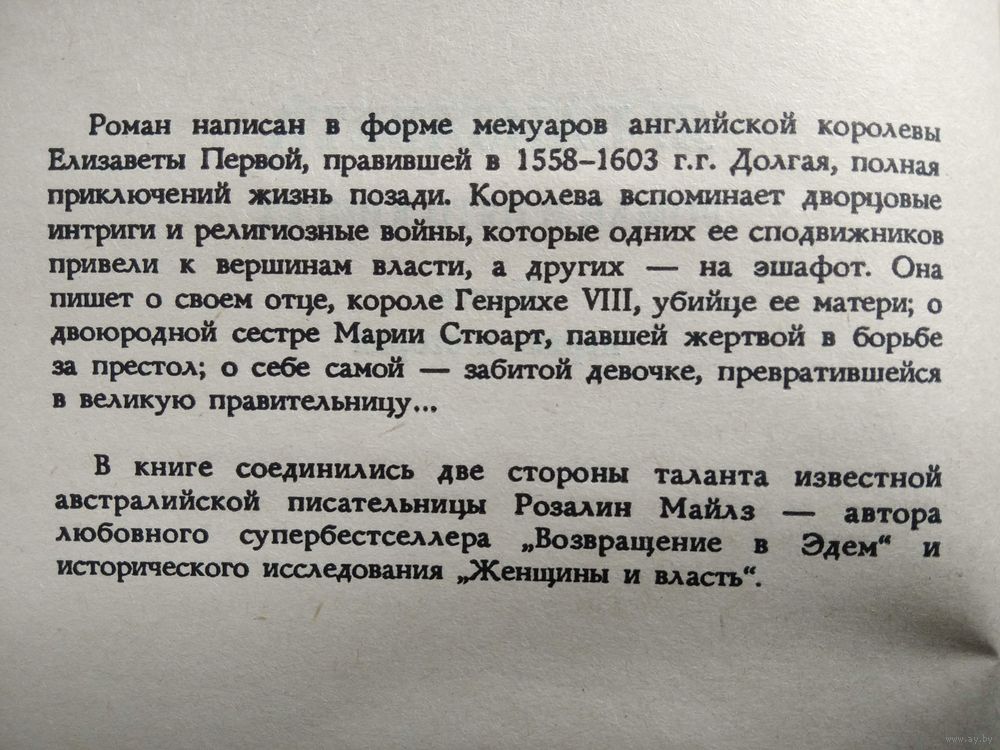 Роман написан в форме мемуаров английской королевы
Елизаветы Первой, правившей в 1558–1603 г.г. Долгая, полная
приключений жизнь позади. Королева вспоминает дворцовые
интриги и религиозные войны, которые одних ее сподвижников
привели к вершинам власти, а других — на эшафот. Она
пишет о своем отце, короле Генрихе VIII, убийце ее матери; о
двоюродной сестре Марии Стюарт, павшей жертвой в борьбе
за престол; о себе самой — забитой девочке, превратившейся
в великую правительницу...
В книге соединились две стороны таланта известной
австралийской писательницы Розалин Майлз — автора
любовного супербестселлера „Возвращение в Эдем“ и
исторического исследования „Женщины и власть“.
www.ay.by